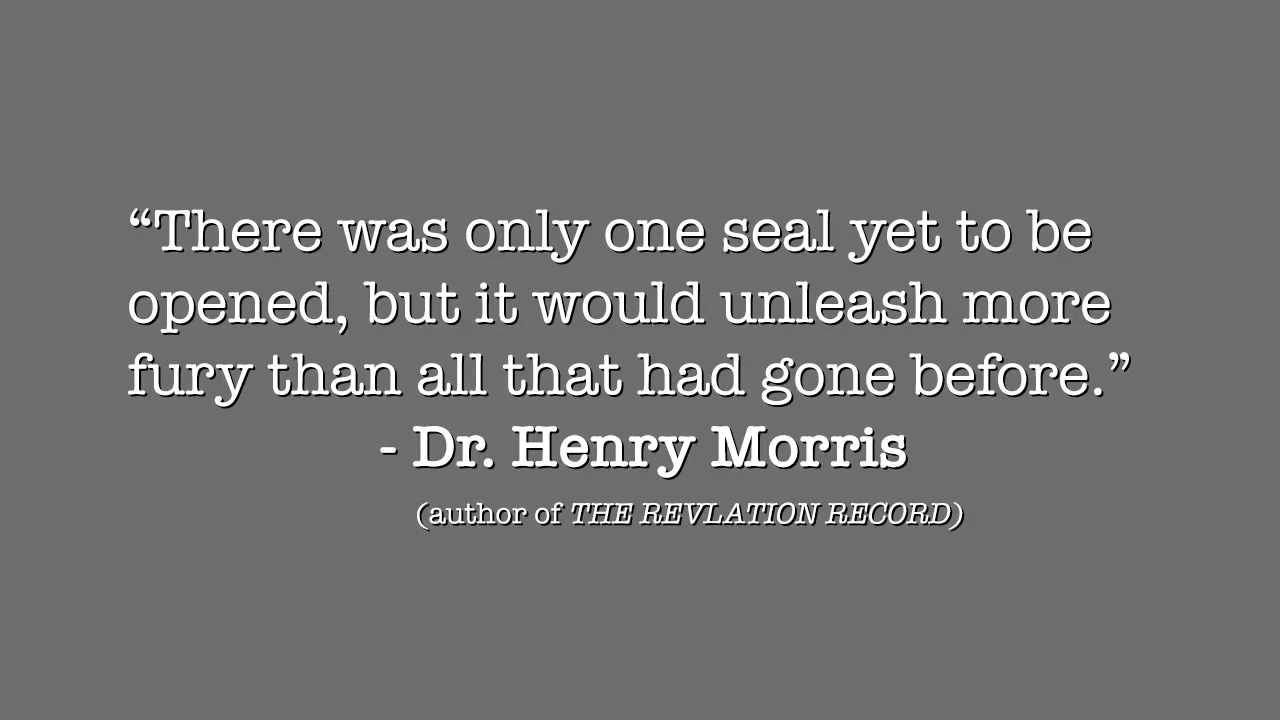 “There was only one seal yet to be
opened, but it would unleash more
fury than all that had gone before.”
- Dr. Henry Morris
(author of THE REVLATION RECORD)